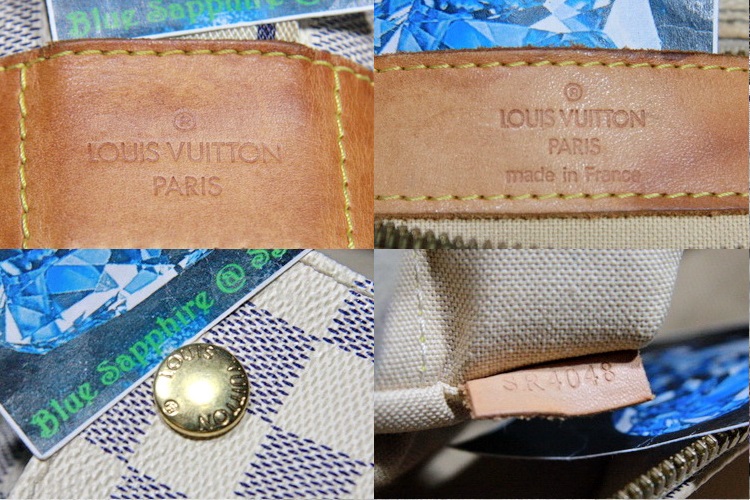 Blue Sapphire ®
®
LOUIS VUITTON
PARIS
®
LOUIS VUITTON
PARIS
made in France
Blue Sapphire ®
LOUIS VUITTON ®
SR4048